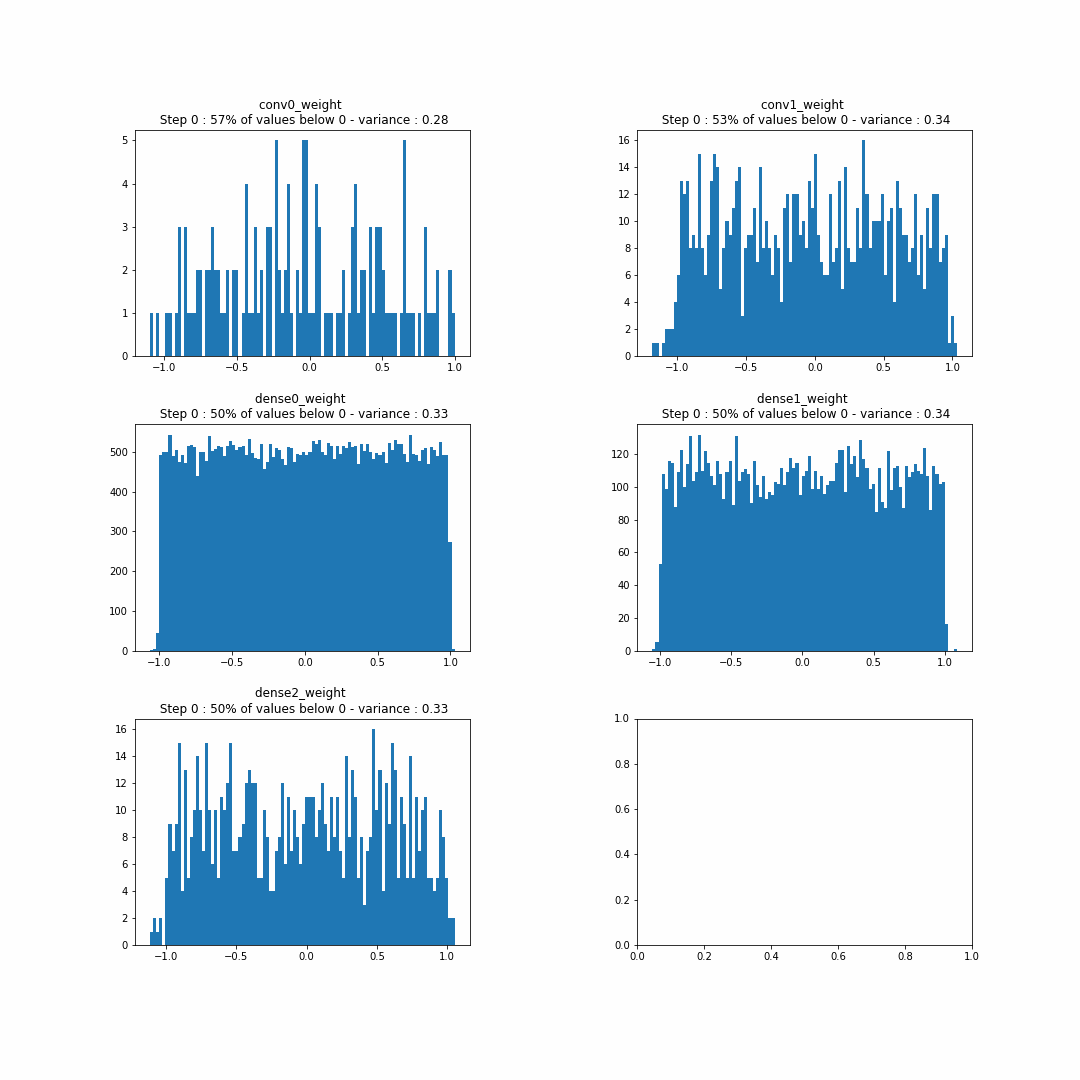 conv0_weight
Step 0 : 57% of values below 0 - variance : 0.28
5
4
3
2
1
0
−1.0 −0.5 0.0 0.5 1.0
conv1_weight
Step 0 : 53% of values below 0 - variance : 0.34
16
14
12
10
8
6
4
2
0
−1.0 −0.5 0.0 0.5 1.0
dense0_weight
Step 0 : 50% of values below 0 - variance : 0.33
500
400
300
200
100
0
−1.0 −0.5 0.0 0.5 1.0
dense1_weight
Step 0 : 50% of values below 0 - variance : 0.34
120
100
80
60
40
20
0
−1.0 −0.5 0.0 0.5 1.0
dense2_weight
Step 0 : 50% of values below 0 - variance : 0.33
16
14
12
10
8
6
4
2
0
−1.0 −0.5 0.0 0.5 1.0
1.0
0.8
0.6
0.4
0.2
0.0
0.0 0.2 0.4 0.6 0.8 1.0